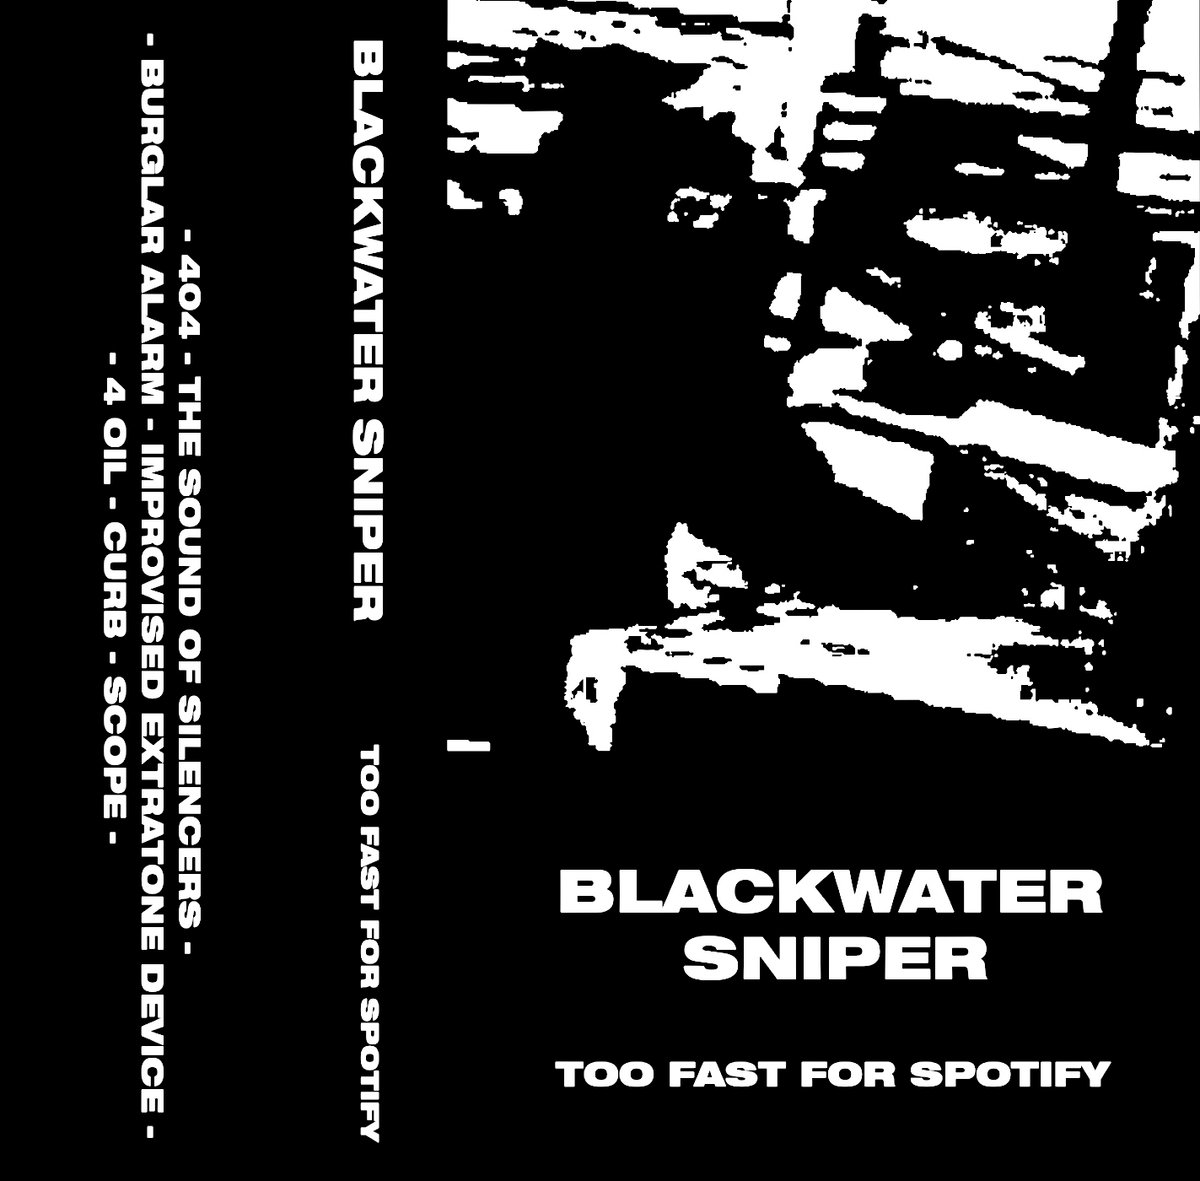 - 404 - THE SOUND OF SILENCERS -
- BURGLAR ALARM - IMPROVISED EXTRATONE DEVICE -
- 4 OIL - CURB - SCOPE -
BLACKWATER SNIPER
TOO FAST FOR SPOTIFY
BLACKWATER
SNIPER
TOO FAST FOR SPOTIFY